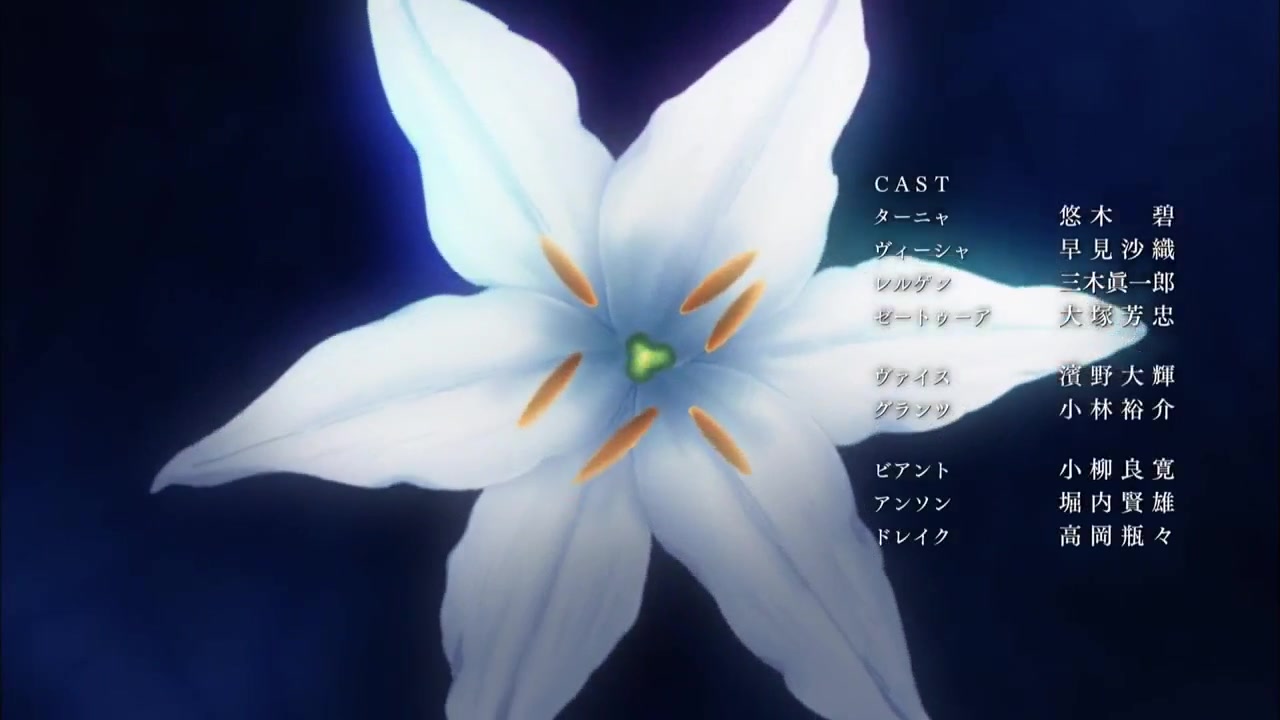 CAST
ターニャ 悠木 碧
ヴィーシャ 早見沙織
レルゲン 三木眞一郎
ゼートゥーア 大塚芳忠
ヴァイス 濱野大輝
グランツ 小林裕介
ビアント 小柳良寛
アンソン 堀内賢雄
ドレイク 高岡瓶々